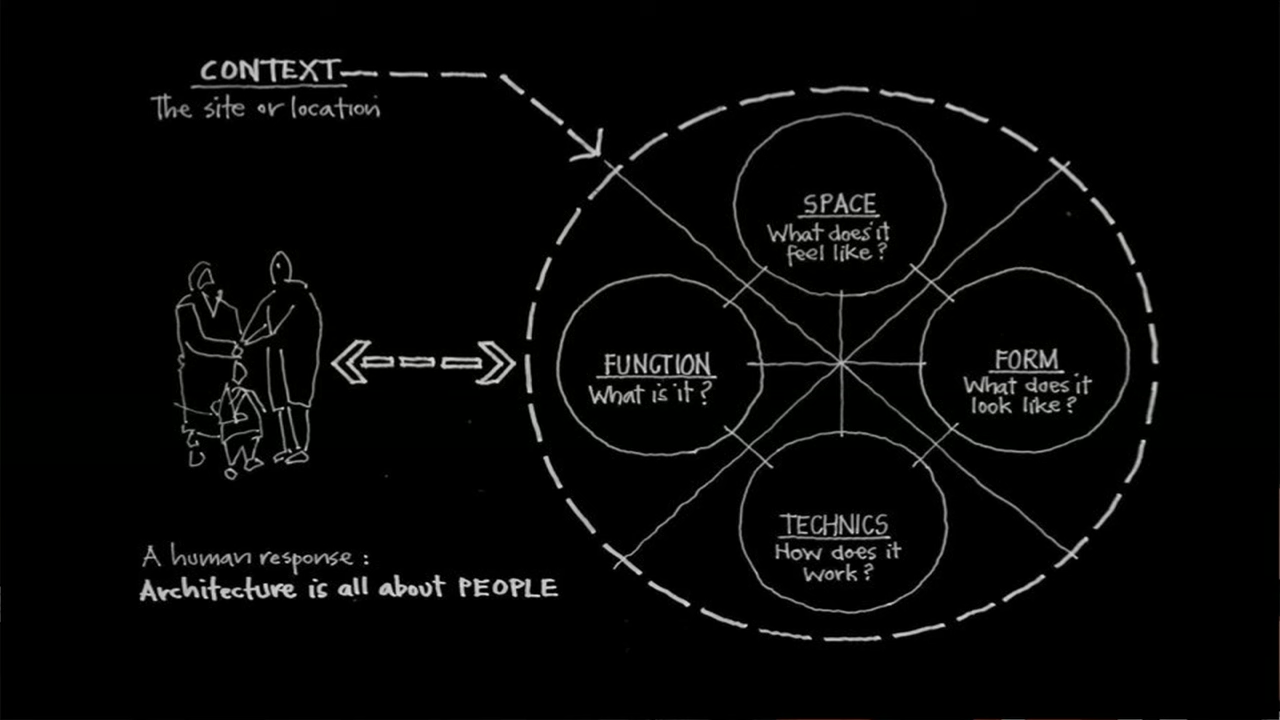 CONTEXT
The site or location
SPACE
What does it
feel like?
FUNCTION
What is it?
FORM
What does it
look like?
TECHNICS
How does it
work?
A human response:
Architecture is all about PEOPLE